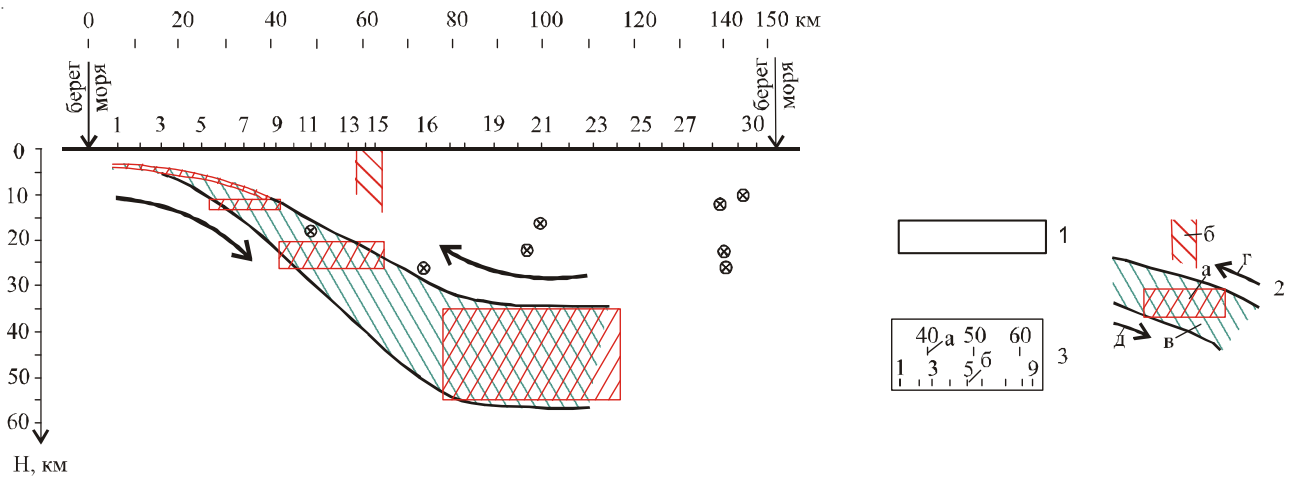 0 20 40 60 80 100 120 140 150 км
берег моря
берег моря
1 3 5 7 9 11 13 15 16 19 21 23 25 27 30
0
10
20
30
40
50
60
Н, км
1
б
а
г
2
д
в
40 50 60
а
б
1 3 5 9
3